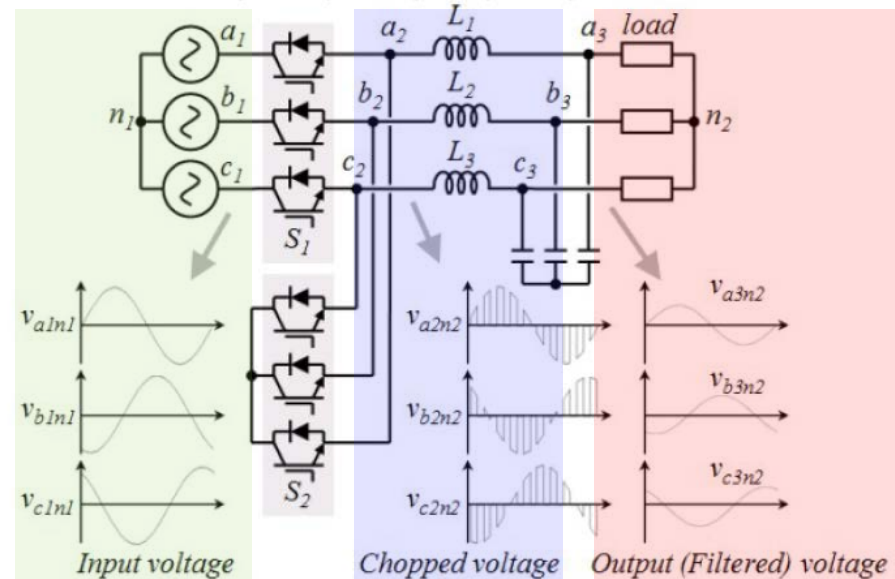 a1 a2 L1 a3 load
b1 b2 L2 b3
n1 n2
c1 c2 L3 c3
S1
va1n1 va2n2 va3n2
vb1n1 vb2n2 vb3n2
vc1n1 S2 vc2n2 vc3n2
Input voltage Chopped voltage Output (Filtered) voltage